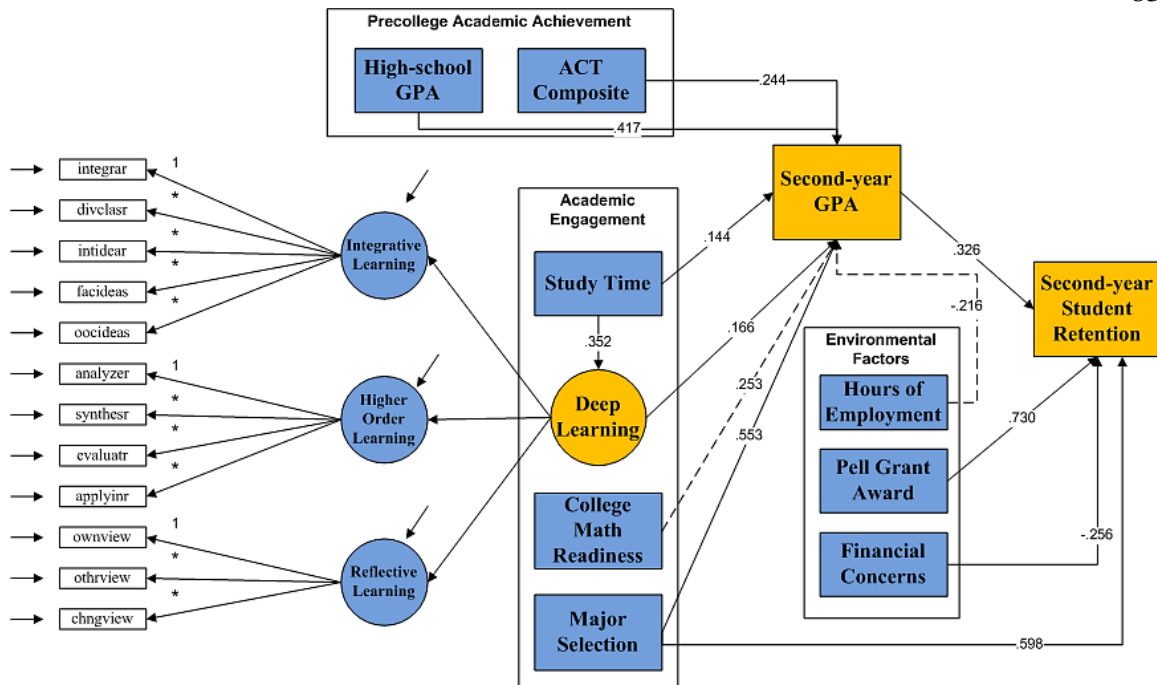 Precollege Academic Achievement
High-school
GPA
ACT
Composite
.244
.417
integrar
divclasr
intidear
facideas
oocideas
1
*
*
*
*
Integrative
Learning
analyzer
synthesr
evaluatr
applyinr
1
*
*
*
Higher
Order
Learning
ownview
othrview
chngview
1
*
*
Reflective
Learning
Academic
Engagement
Study Time
.352
Deep
Learning
College
Math
Readiness
Major
Selection
.144
.166
.253
.553
Second-year
GPA
.326
-.216
Second-year
Student
Retention
Environmental
Factors
Hours of
Employment
Pell Grant
Award
Financial
Concerns
.730
-.256
.598